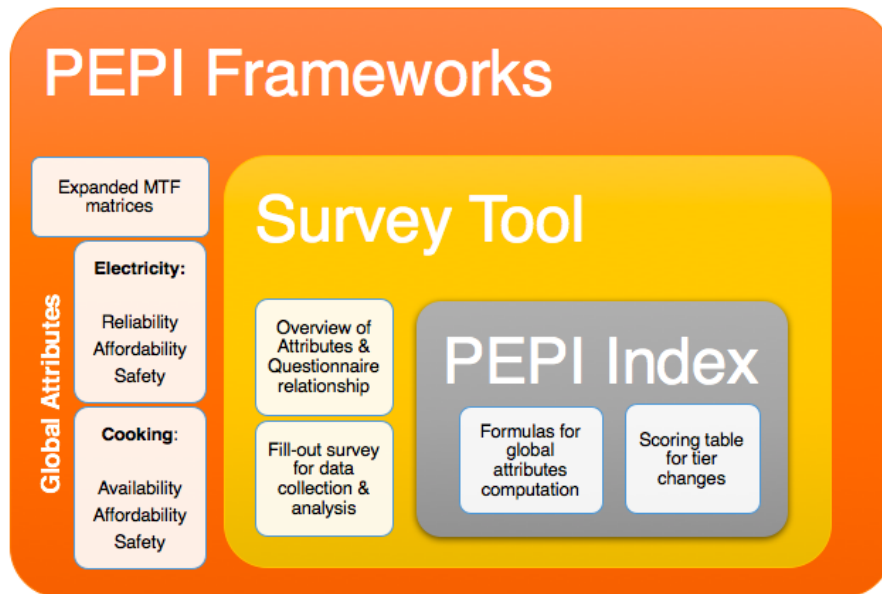 PEPI Frameworks
Expanded MTF
matrices
Global Attributes
Electricity:
Reliability
Affordability
Safety
Cooking:
Availability
Affordability
Safety
Survey Tool
Overview of
Attributes &
Questionnaire
relationship
Fill-out survey
for data
collection &
analysis
PEPI Index
Formulas for
global
attributes
computation
Scoring table
for tier
changes